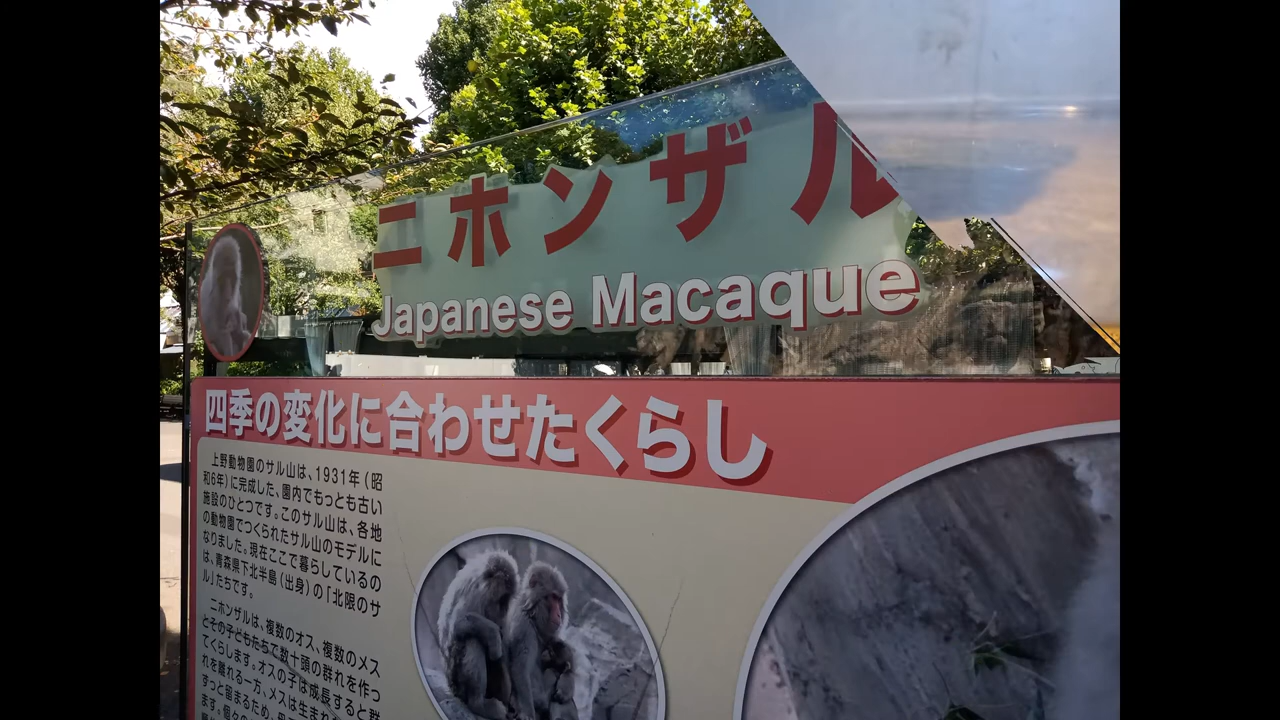 ニホンザル
Japanese Macaque
四季の変化に合わせたくらし
上野動物園のサル山は、1931年(昭
和6年)に完成した、園内でもっとも古い
施設のひとつです。このサル山は、各地
の動物園でつくられたサル山のモデルに
なりました。現在ここで暮らしているの
は、青森県下北半島(出身)の「北限のサ
ル」たちです。
ニホンザルは、複数のオス、複数のメス
とその子どもたちで数十頭の群れを作っ
てくらします。オスの子は成長すると群
れを離れる一方、メスは生まれ
ずっと留まるため、母
ます。個々の